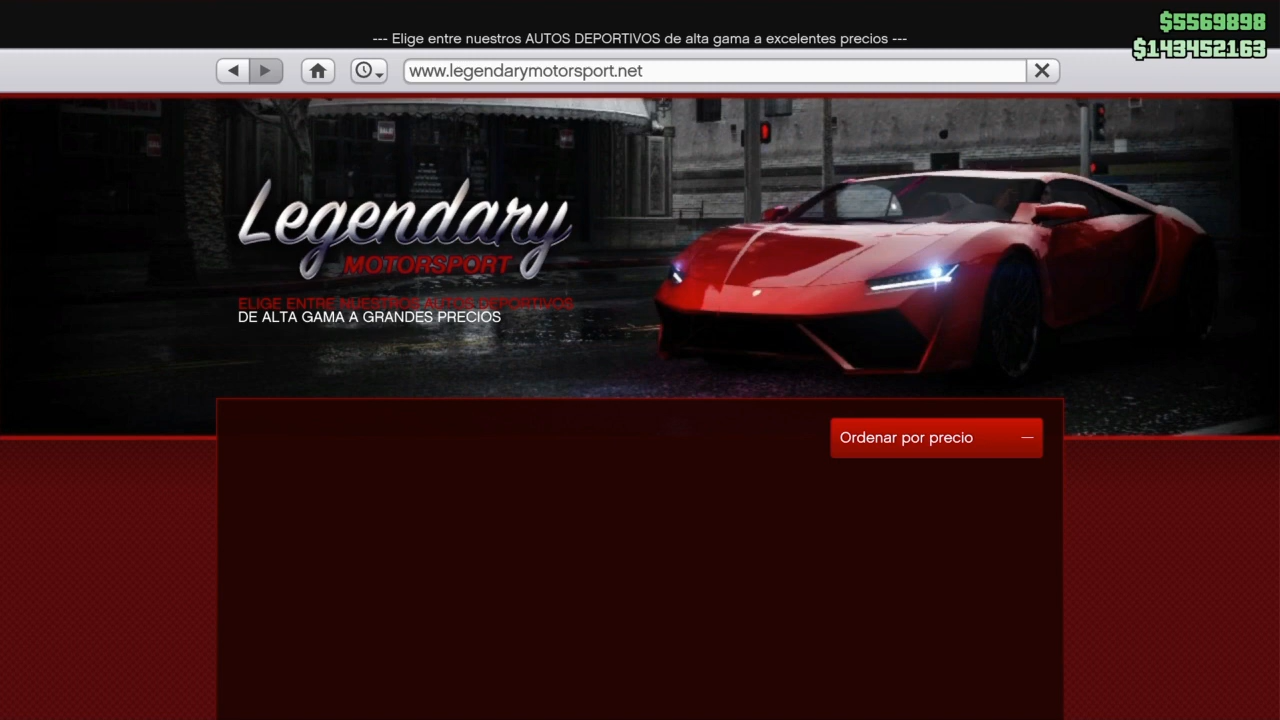 $5569898
--- Elige entre nuestros AUTOS DEPORTIVOS de alta gama a excelentes precios ---
$143452163
www.legendarymotorsport.net
Legendary
MOTORSPORT
ELIGE ENTRE NUESTROS AUTOS DEPORTIVOS
DE ALTA GAMA A GRANDES PRECIOS
Ordenar por precio